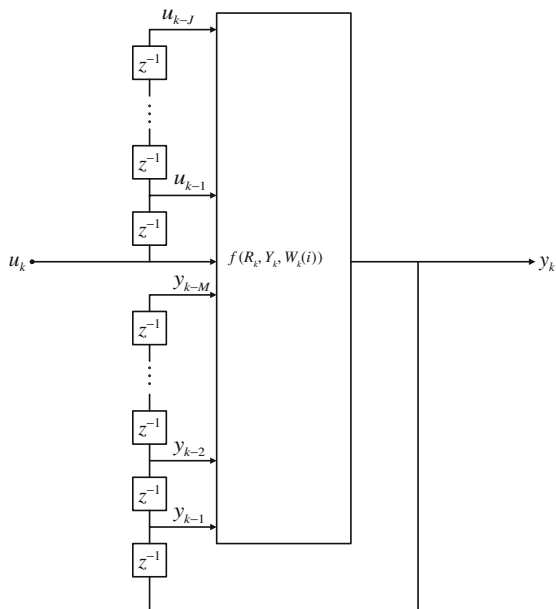 u_{k-J}
z^{-1}
z^{-1}
u_{k-1}
z^{-1}
u_k
f(R_k, Y_k, W_k(i))
y_k
y_{k-M}
z^{-1}
z^{-1}
y_{k-2}
z^{-1}
y_{k-1}
z^{-1}